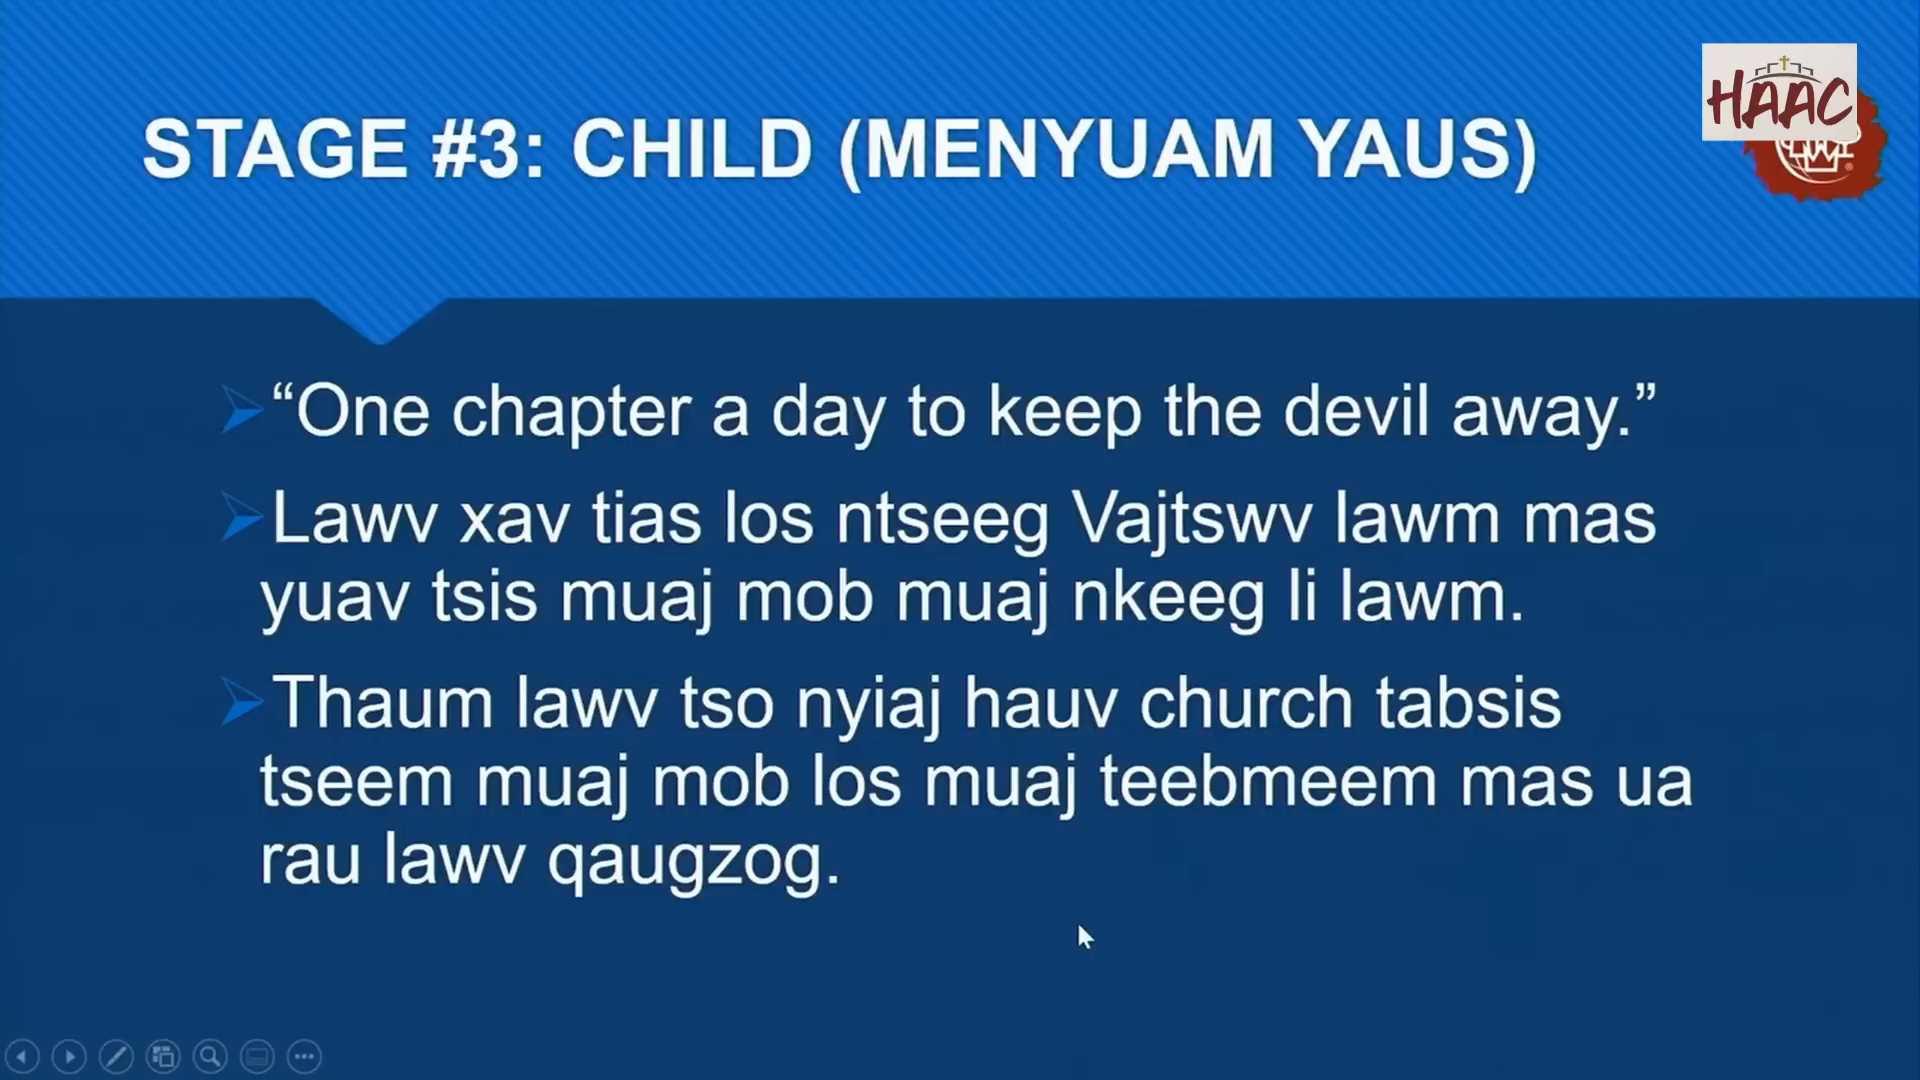 HAAC
STAGE #3: CHILD (MENYUAM YAUS)
“One chapter a day to keep the devil away.”
Lawv xav tias los ntseeg Vajtswv lawm mas
yuav tsis muaj mob muaj nkeeg li lawm.
Thaum lawv tso nyiaj hauv church tabsis
tseem muaj mob los muaj teebmeem mas ua
rau lawv qaugzog.